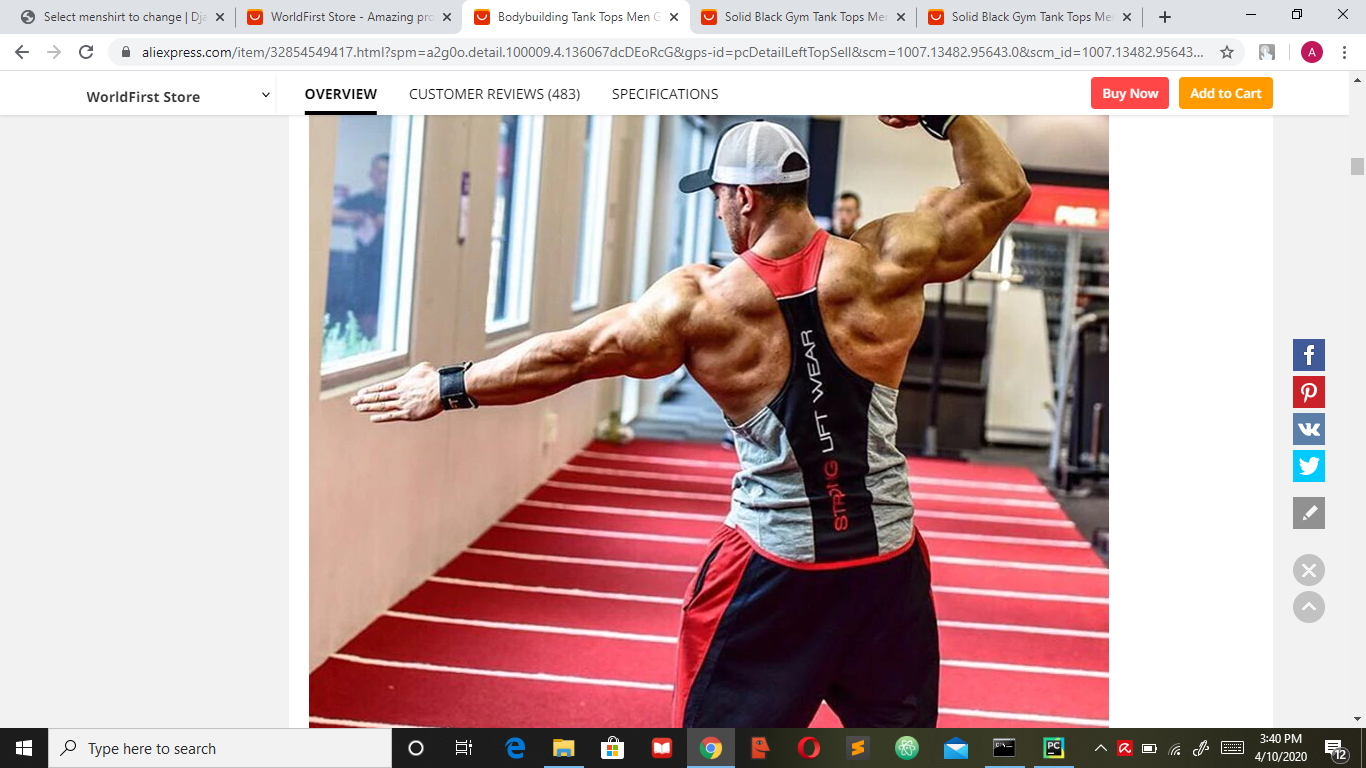 Select menshirt to change | Dja
WorldFirst Store - Amazing pro
Bodybuilding Tank Tops Men G
Solid Black Gym Tank Tops Me
Solid Black Gym Tank Tops Me
aliexpress.com/item/32854549417.html?spm=a2g0o.detail.100009.4.136067dcDEoRcG&gps-id=pcDetailLeftTopSell&scm=1007.13482.95643.0&scm_id=1007.13482.95643...
A
WorldFirst Store
OVERVIEW
CUSTOMER REVIEWS (483)
SPECIFICATIONS
Buy Now
Add to Cart
STRONG LIFT WEAR
Type here to search
PC
3:40 PM
4/10/2020
12